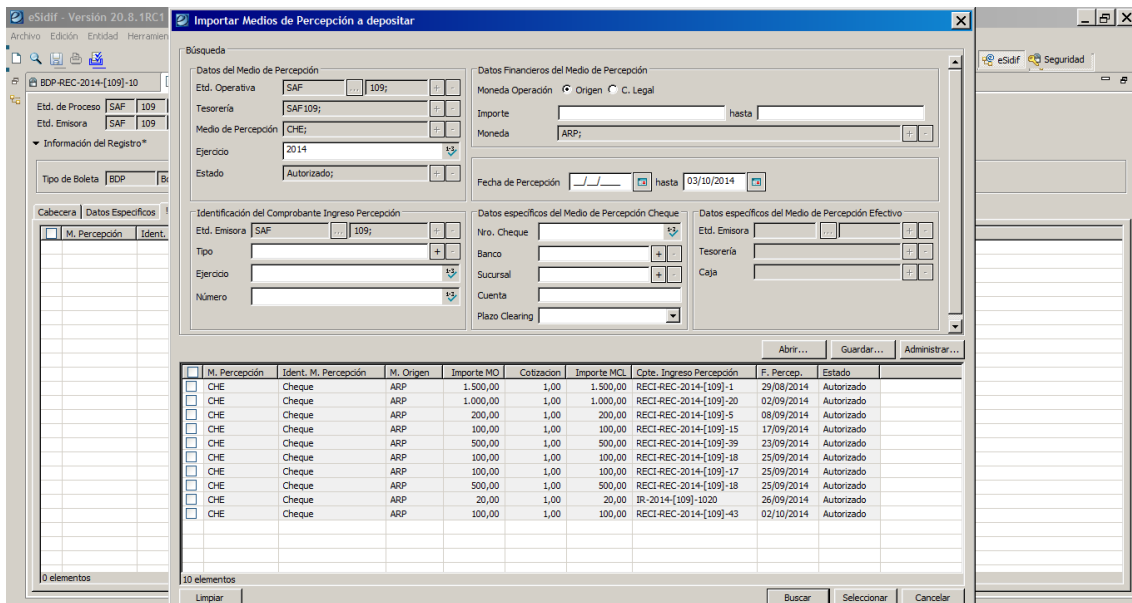 eSidif - Versión 20.8.1RC1
Importar Medios de Percepción a depositar
Archivo Edición Entidad Herramien
eSidif Seguridad
BDP-REC-2014-[109]-10
Etd. de Proceso SAF 109
Etd. Emisora SAF 109
Información del Registro*
Tipo de Boleta BDP
Cabecera Datos Especificos
M. Percepción Ident.
0 elementos
Búsqueda
Datos del Medio de Percepción
Etd. Operativa SAF ... 109; + -
Tesorería SAF109; + -
Medio de Percepción CHE; + -
Ejercicio 2014
Estado Autorizado; + -
Datos Financieros del Medio de Percepción
Moneda Operación Origen C. Legal
Importe hasta
Moneda ARP; + -
Fecha de Percepción __/__/____ hasta 03/10/2014
Identificación del Comprobante Ingreso Percepción
Etd. Emisora SAF ... 109; + -
Tipo + -
Ejercicio
Número
Datos específicos del Medio de Percepción Cheque
Nro. Cheque
Banco + -
Sucursal + -
Cuenta
Plazo Clearing
Datos específicos del Medio de Percepción Efectivo
Etd. Emisora ... + -
Tesorería + -
Caja + -
Abrir... Guardar... Administrar...
M. Percepción Ident. M. Percepción M. Origen Importe MO Cotizacion Importe MCL Cpte. Ingreso Percepción F. Percep. Estado
CHE Cheque ARP 1.500,00 1,00 1.500,00 RECI-REC-2014-[109]-1 29/08/2014 Autorizado
CHE Cheque ARP 1.000,00 1,00 1.000,00 RECI-REC-2014-[109]-20 02/09/2014 Autorizado
CHE Cheque ARP 200,00 1,00 200,00 RECI-REC-2014-[109]-5 08/09/2014 Autorizado
CHE Cheque ARP 100,00 1,00 100,00 RECI-REC-2014-[109]-15 17/09/2014 Autorizado
CHE Cheque ARP 500,00 1,00 500,00 RECI-REC-2014-[109]-39 23/09/2014 Autorizado
CHE Cheque ARP 100,00 1,00 100,00 RECI-REC-2014-[109]-18 25/09/2014 Autorizado
CHE Cheque ARP 100,00 1,00 100,00 RECI-REC-2014-[109]-17 25/09/2014 Autorizado
CHE Cheque ARP 500,00 1,00 500,00 RECI-REC-2014-[109]-18 25/09/2014 Autorizado
CHE Cheque ARP 20,00 1,00 20,00 IR-2014-[109]-1020 26/09/2014 Autorizado
CHE Cheque ARP 100,00 1,00 100,00 RECI-REC-2014-[109]-43 02/10/2014 Autorizado
10 elementos
Limpiar Buscar Seleccionar Cancelar